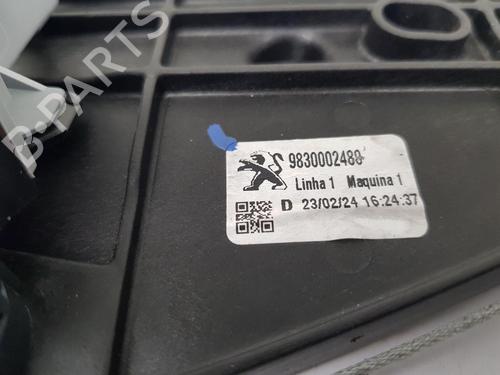 B-PARTS
9830002480
Linha 1 Maquina 1
D 23/02/24 16:24:37